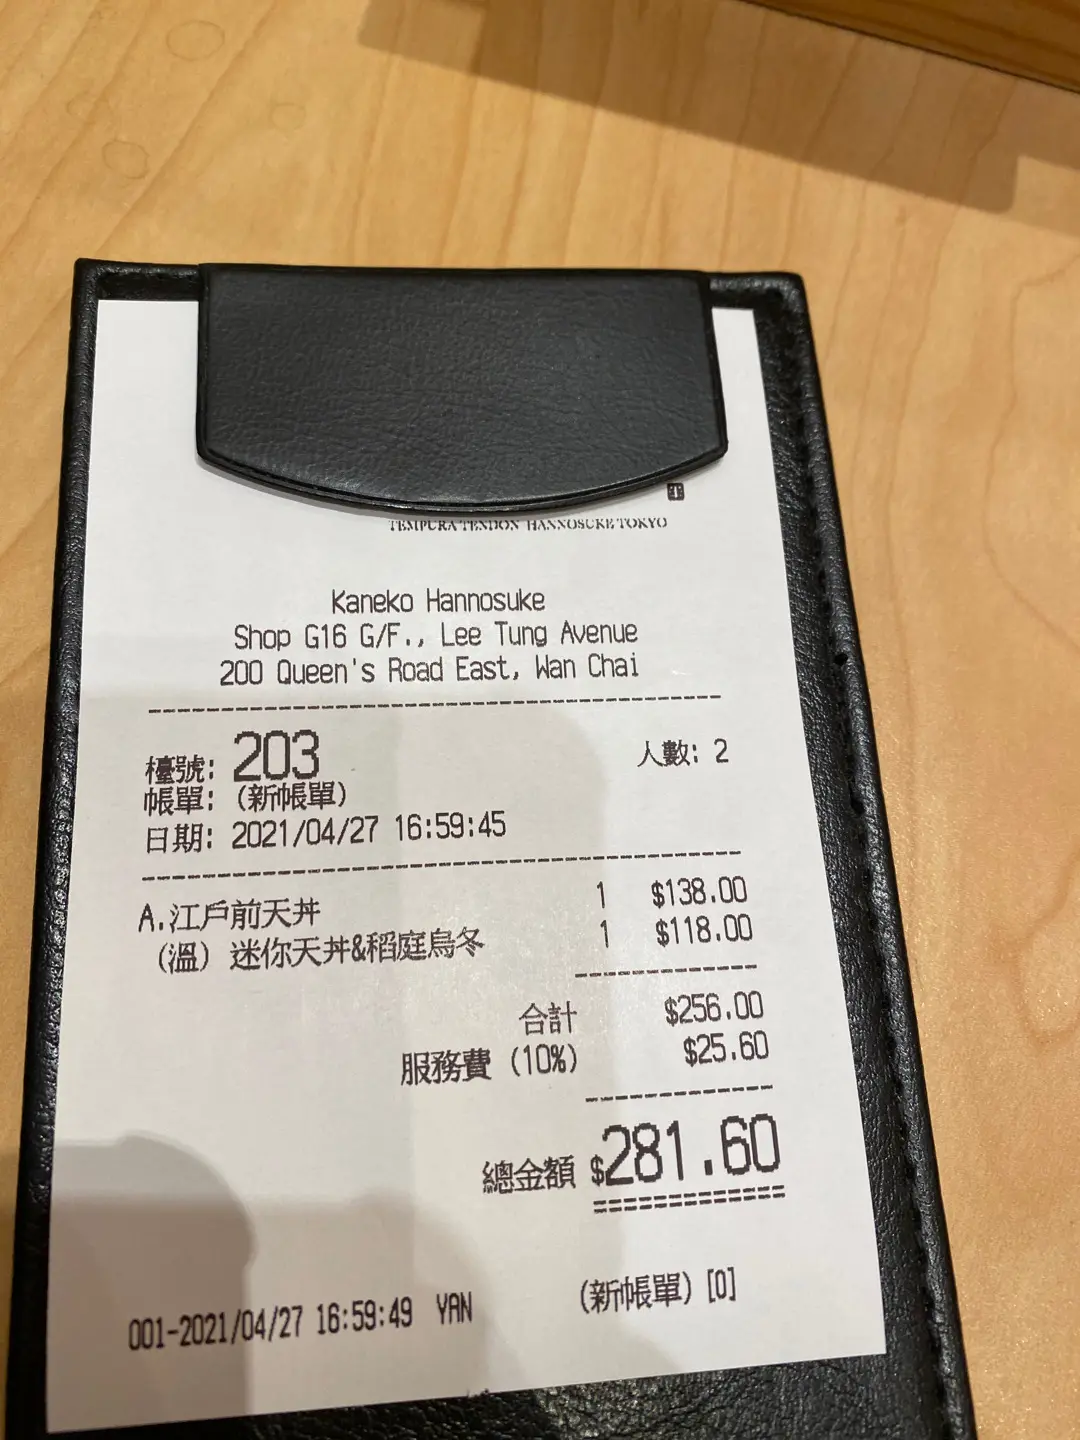 TEMPURA TENDON HANNOSUKE TOKYO
Kaneko Hannosuke
Shop G16 G/F., Lee Tung Avenue
200 Queen's Road East, Wan Chai
檯號: 203 人數: 2
帳單: (新帳單)
日期: 2021/04/27 16:59:45
A.江戶前天丼 1 $138.00
(溫) 迷你天丼&稻庭烏冬 1 $118.00
合計 $256.00
服務費 (10%) $25.60
總金額 $281.60
(新帳單) [0]
001-2021/04/27 16:59:49 YAN